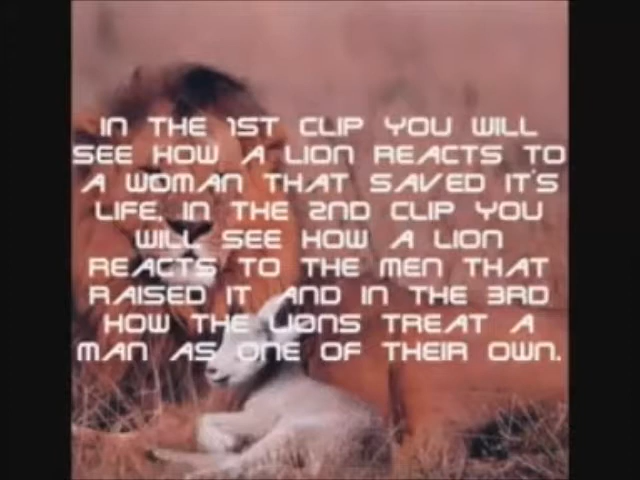 IN THE 1ST CLIP YOU WILL
SEE HOW A LION REACTS TO
A WOMAN THAT SAVED IT'S
LIFE. IN THE 2ND CLIP YOU
WILL SEE HOW A LION
REACTS TO THE MEN THAT
RAISED IT AND IN THE 3RD
HOW THE LIONS TREAT A
MAN AS ONE OF THEIR OWN.